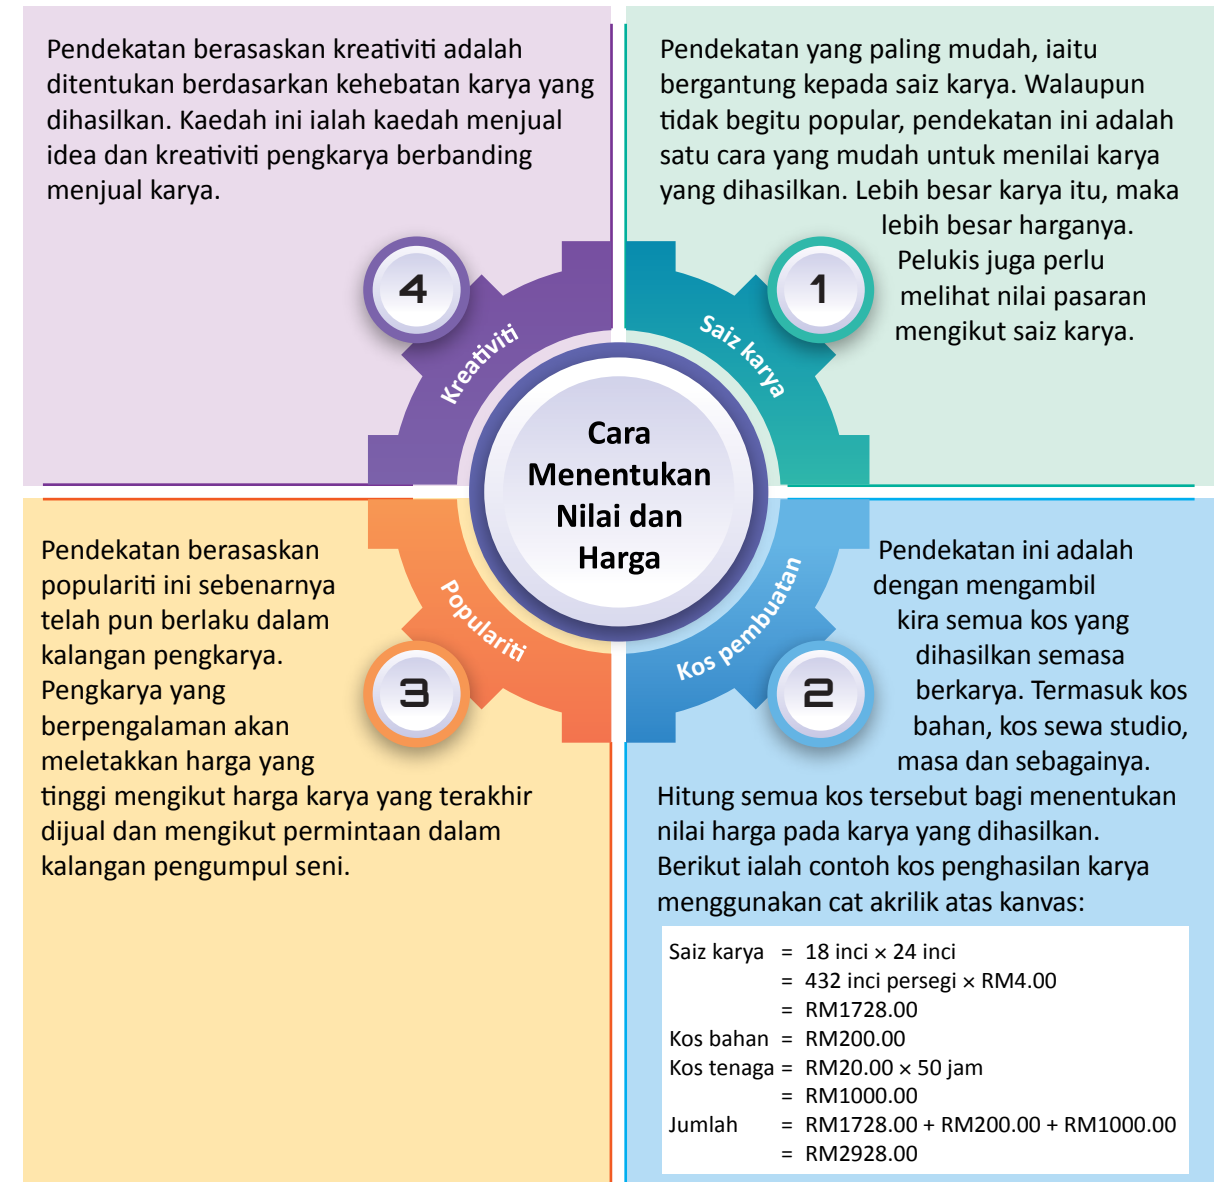 Cara
Menentukan
Nilai dan
Harga
1
Saiz karya
Pendekatan yang paling mudah, iaitu
bergantung kepada saiz karya. Walaupun
tidak begitu popular, pendekatan ini adalah
satu cara yang mudah untuk menilai karya
yang dihasilkan. Lebih besar karya itu, maka
lebih besar harganya.
Pelukis juga perlu
melihat nilai pasaran
mengikut saiz karya.
2
Kos pembuatan
Pendekatan ini adalah
dengan mengambil
kira semua kos yang
dihasilkan semasa
berkarya. Termasuk kos
bahan, kos sewa studio,
masa dan sebagainya.
Hitung semua kos tersebut bagi menentukan
nilai harga pada karya yang dihasilkan.
Berikut ialah contoh kos penghasilan karya
menggunakan cat akrilik atas kanvas:
Saiz karya = 18 inci × 24 inci
= 432 inci persegi × RM4.00
= RM1728.00
Kos bahan = RM200.00
Kos tenaga = RM20.00 × 50 jam
= RM1000.00
Jumlah = RM1728.00 + RM200.00 + RM1000.00
= RM2928.00
3
Populariti
Pendekatan berasaskan
populariti ini sebenarnya
telah pun berlaku dalam
kalangan pengkarya.
Pengkarya yang
berpengalaman akan
meletakkan harga yang
tinggi mengikut harga karya yang terakhir
dijual dan mengikut permintaan dalam
kalangan pengumpul seni.
4
Kreativiti
Pendekatan berasaskan kreativiti adalah
ditentukan berdasarkan kehebatan karya yang
dihasilkan. Kaedah ini ialah kaedah menjual
idea dan kreativiti pengkarya berbanding
menjual karya.